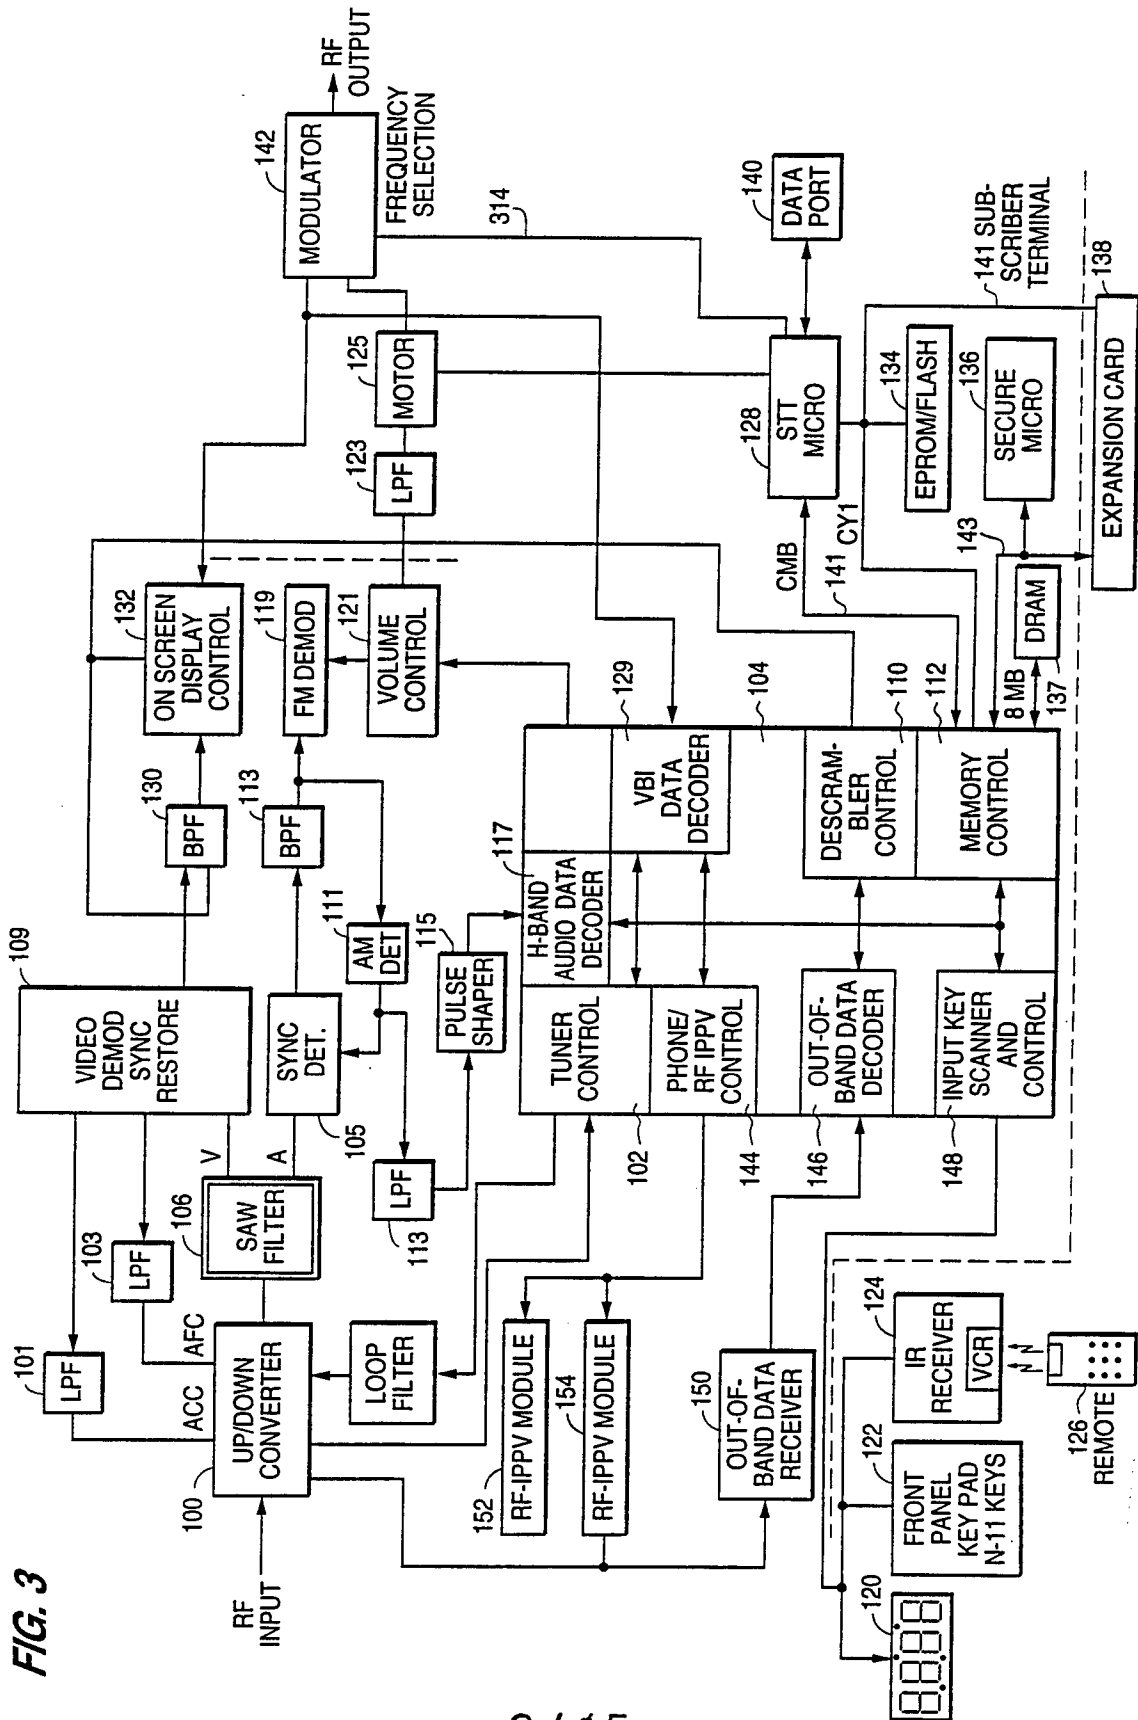 FIG. 3
RF
INPUT
100
UP/DOWN
CONVERTER
ACC
AFC
101
LPF
103
LPF
106
SAW
FILTER
V
A
109
VIDEO
DEMOD
SYNC
RESTORE
105
SYNC
DET.
LOOP
FILTER
113
LPF
111
AM
DET
115
PULSE
SHAPER
130
BPF
113
BPF
132
ON SCREEN
DISPLAY
CONTROL
119
FM DEMOD
121
VOLUME
CONTROL
123
LPF
125
MOTOR
142
MODULATOR
RF
OUTPUT
FREQUENCY
SELECTION
314
152
RF-IPPV MODULE
154
RF-IPPV MODULE
150
OUT-OF-
BAND DATA
RECEIVER
102
TUNER
CONTROL
144
PHONE/
RF IPPV
CONTROL
146
OUT-OF-
BAND DATA
DECODER
148
INPUT KEY
SCANNER
AND
CONTROL
117
H-BAND
AUDIO DATA
DECODER
129
VBI
DATA
DECODER
104
110
DESCRAM-
BLER
CONTROL
112
MEMORY
CONTROL
CMB
141
CY1
128
STT
MICRO
140
DATA
PORT
134
EPROM/FLASH
136
SECURE
MICRO
143
8 MB
137
DRAM
141 SUB-
SCRIBER
TERMINAL
138
EXPANSION CARD
120
122
FRONT
PANEL
KEY PAD
N-11 KEYS
124
IR
RECEIVER
VCR
126
REMOTE